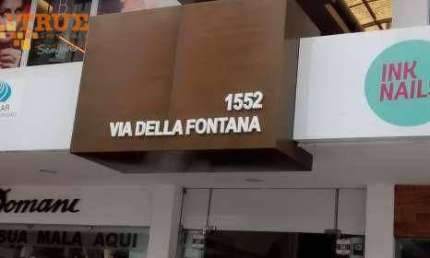 TRUE
1552
VIA DELLA FONTANA
INK
NAILS
Domani
SUA MALA AQUI